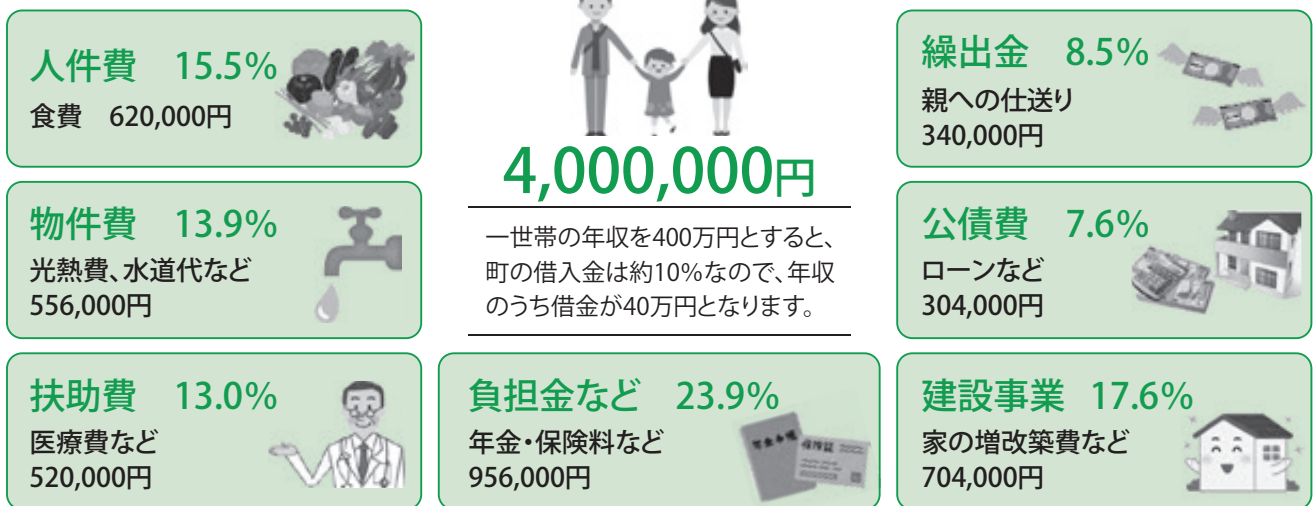 人件費 15.5%
食費 620,000円
4,000,000円
一世帯の年収を400万円とすると、
町の借入金は約10%なので、年収
のうち借金が40万円となります。
繰出金 8.5%
親への仕送り
340,000円
物件費 13.9%
光熱費、水道代など
556,000円
公債費 7.6%
ローンなど
304,000円
扶助費 13.0%
医療費など
520,000円
負担金など 23.9%
年金・保険料など
956,000円
年金手帳
保険証
建設事業 17.6%
家の増改築費など
704,000円